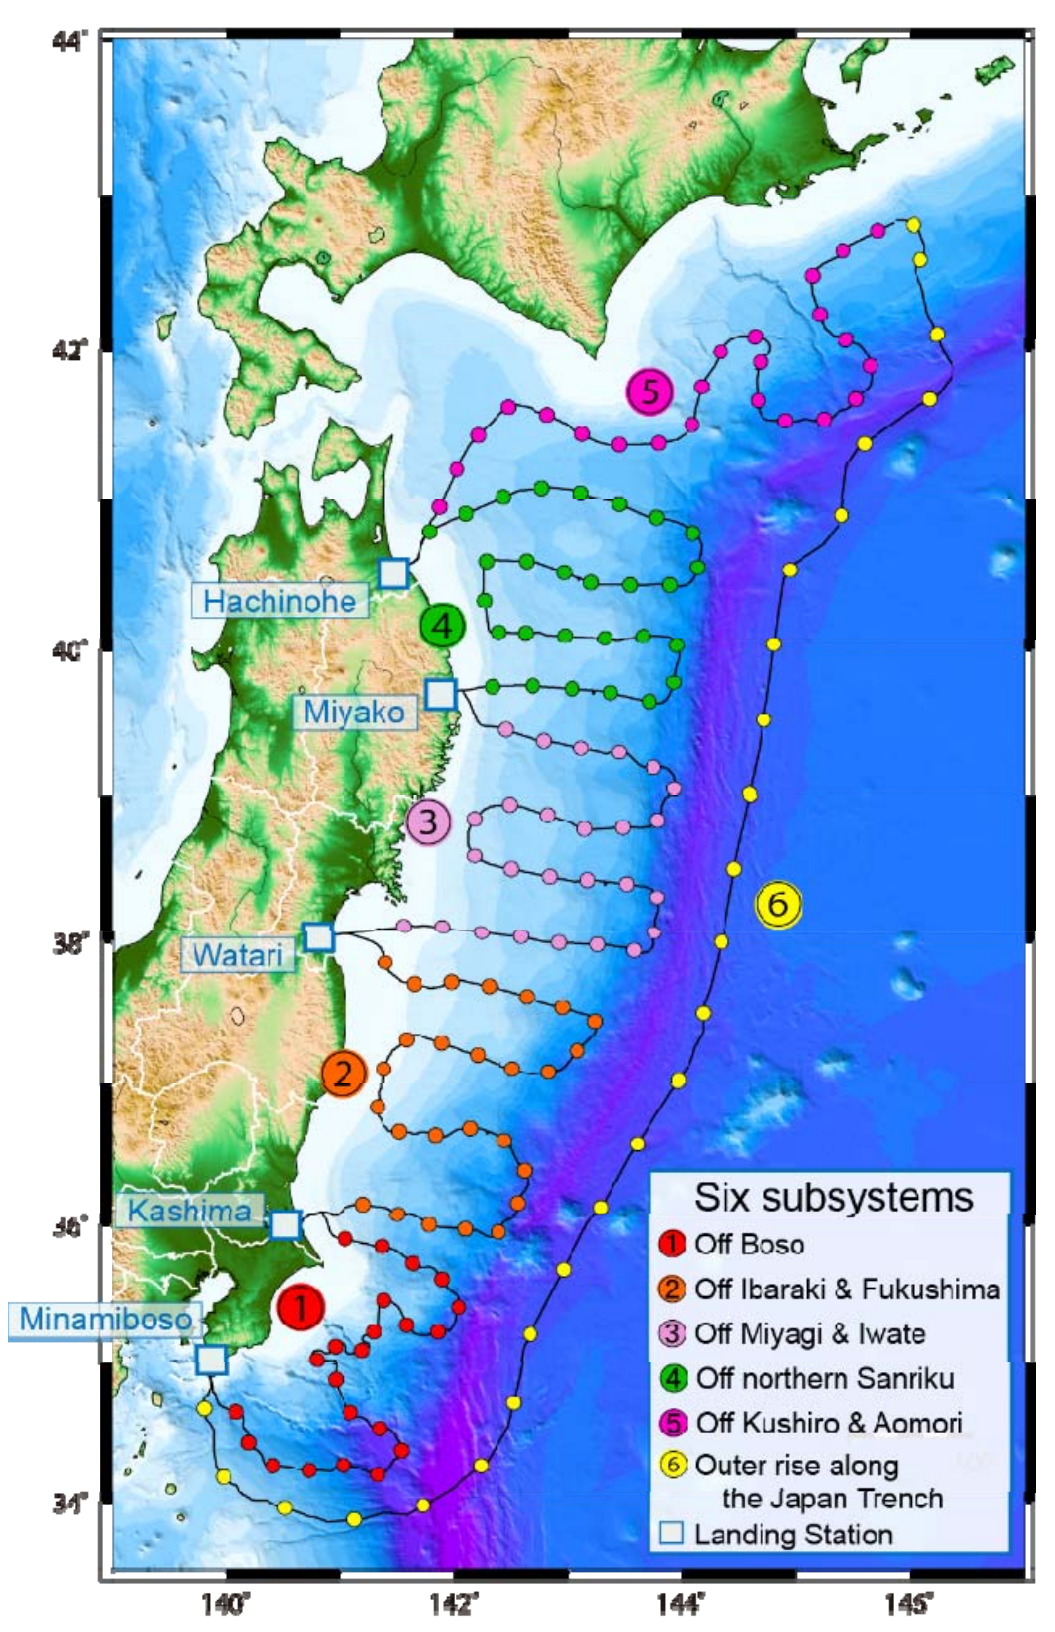 44°
42°
40°
38°
36°
34°
140°
142°
144°
145°
Hachinohe
Miyako
Watari
Kashima
Minamiboso
5
4
3
6
2
1
Six subsystems
1 Off Boso
2 Off Ibaraki & Fukushima
3 Off Miyagi & Iwate
4 Off northern Sanriku
5 Off Kushiro & Aomori
6 Outer rise along
the Japan Trench
Landing Station